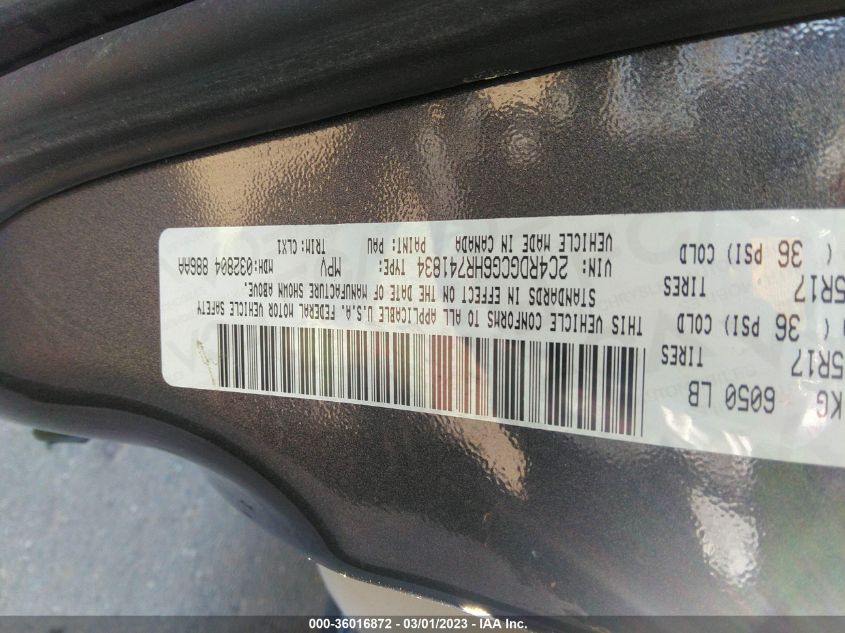 KG 6050 LB
5R17 TIRES
( 36 PSI) COLD
5R17 TIRES
( 36 PSI) COLD
THIS VEHICLE CONFORMS TO ALL APPLICABLE U.S.A. FEDERAL MOTOR VEHICLE SAFETY
STANDARDS IN EFFECT ON THE DATE OF MANUFACTURE SHOWN ABOVE.
VIN: 2C4RDGCG6HR741834 TYPE: MPV MDH:032804 886AA
VEHICLE MADE IN CANADA PAINT: PAU TRIM: CLX1
000-36016872 - 03/01/2023 - IAA Inc.